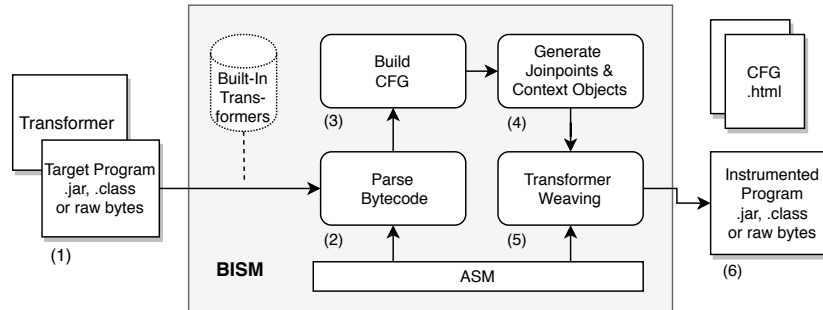 Transformer
Target Program
.jar, .class
or raw bytes
(1)
Built-In
Trans-
formers
BISM
Build
CFG
(3)
Generate
Joinpoints &
Context Objects
(4)
Parse
Bytecode
(2)
Transformer
Weaving
(5)
ASM
CFG
.html
Instrumented
Program
.jar, .class
or raw bytes
(6)